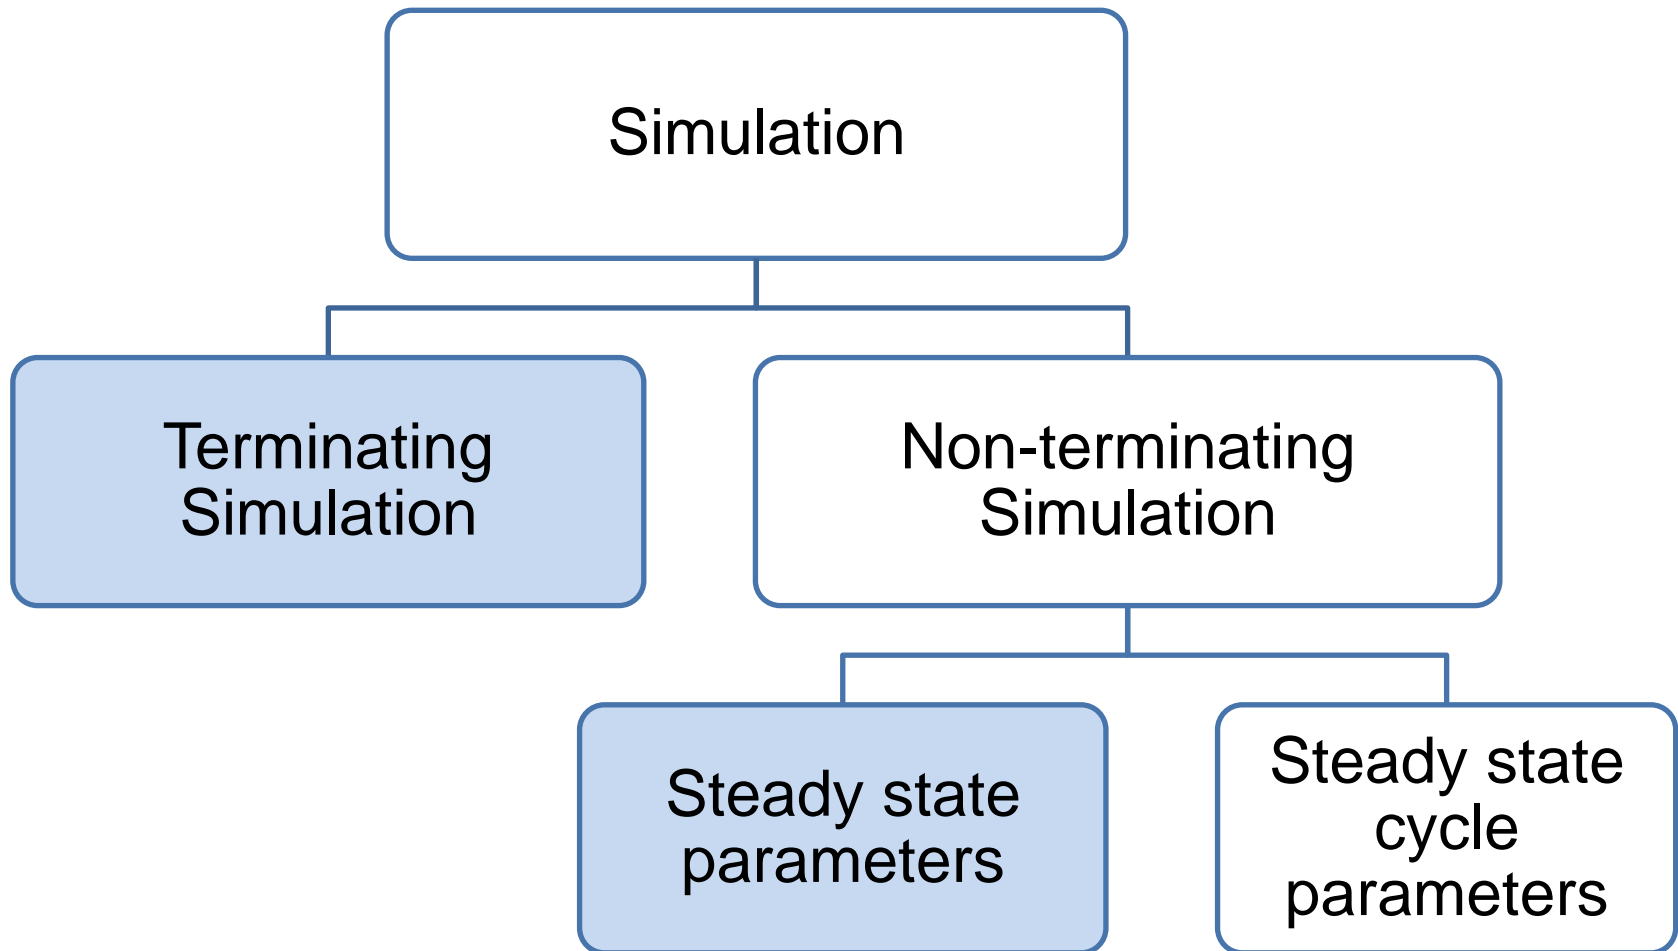 Simulation
Terminating
Simulation
Non-terminating
Simulation
Steady state
parameters
Steady state
cycle
parameters